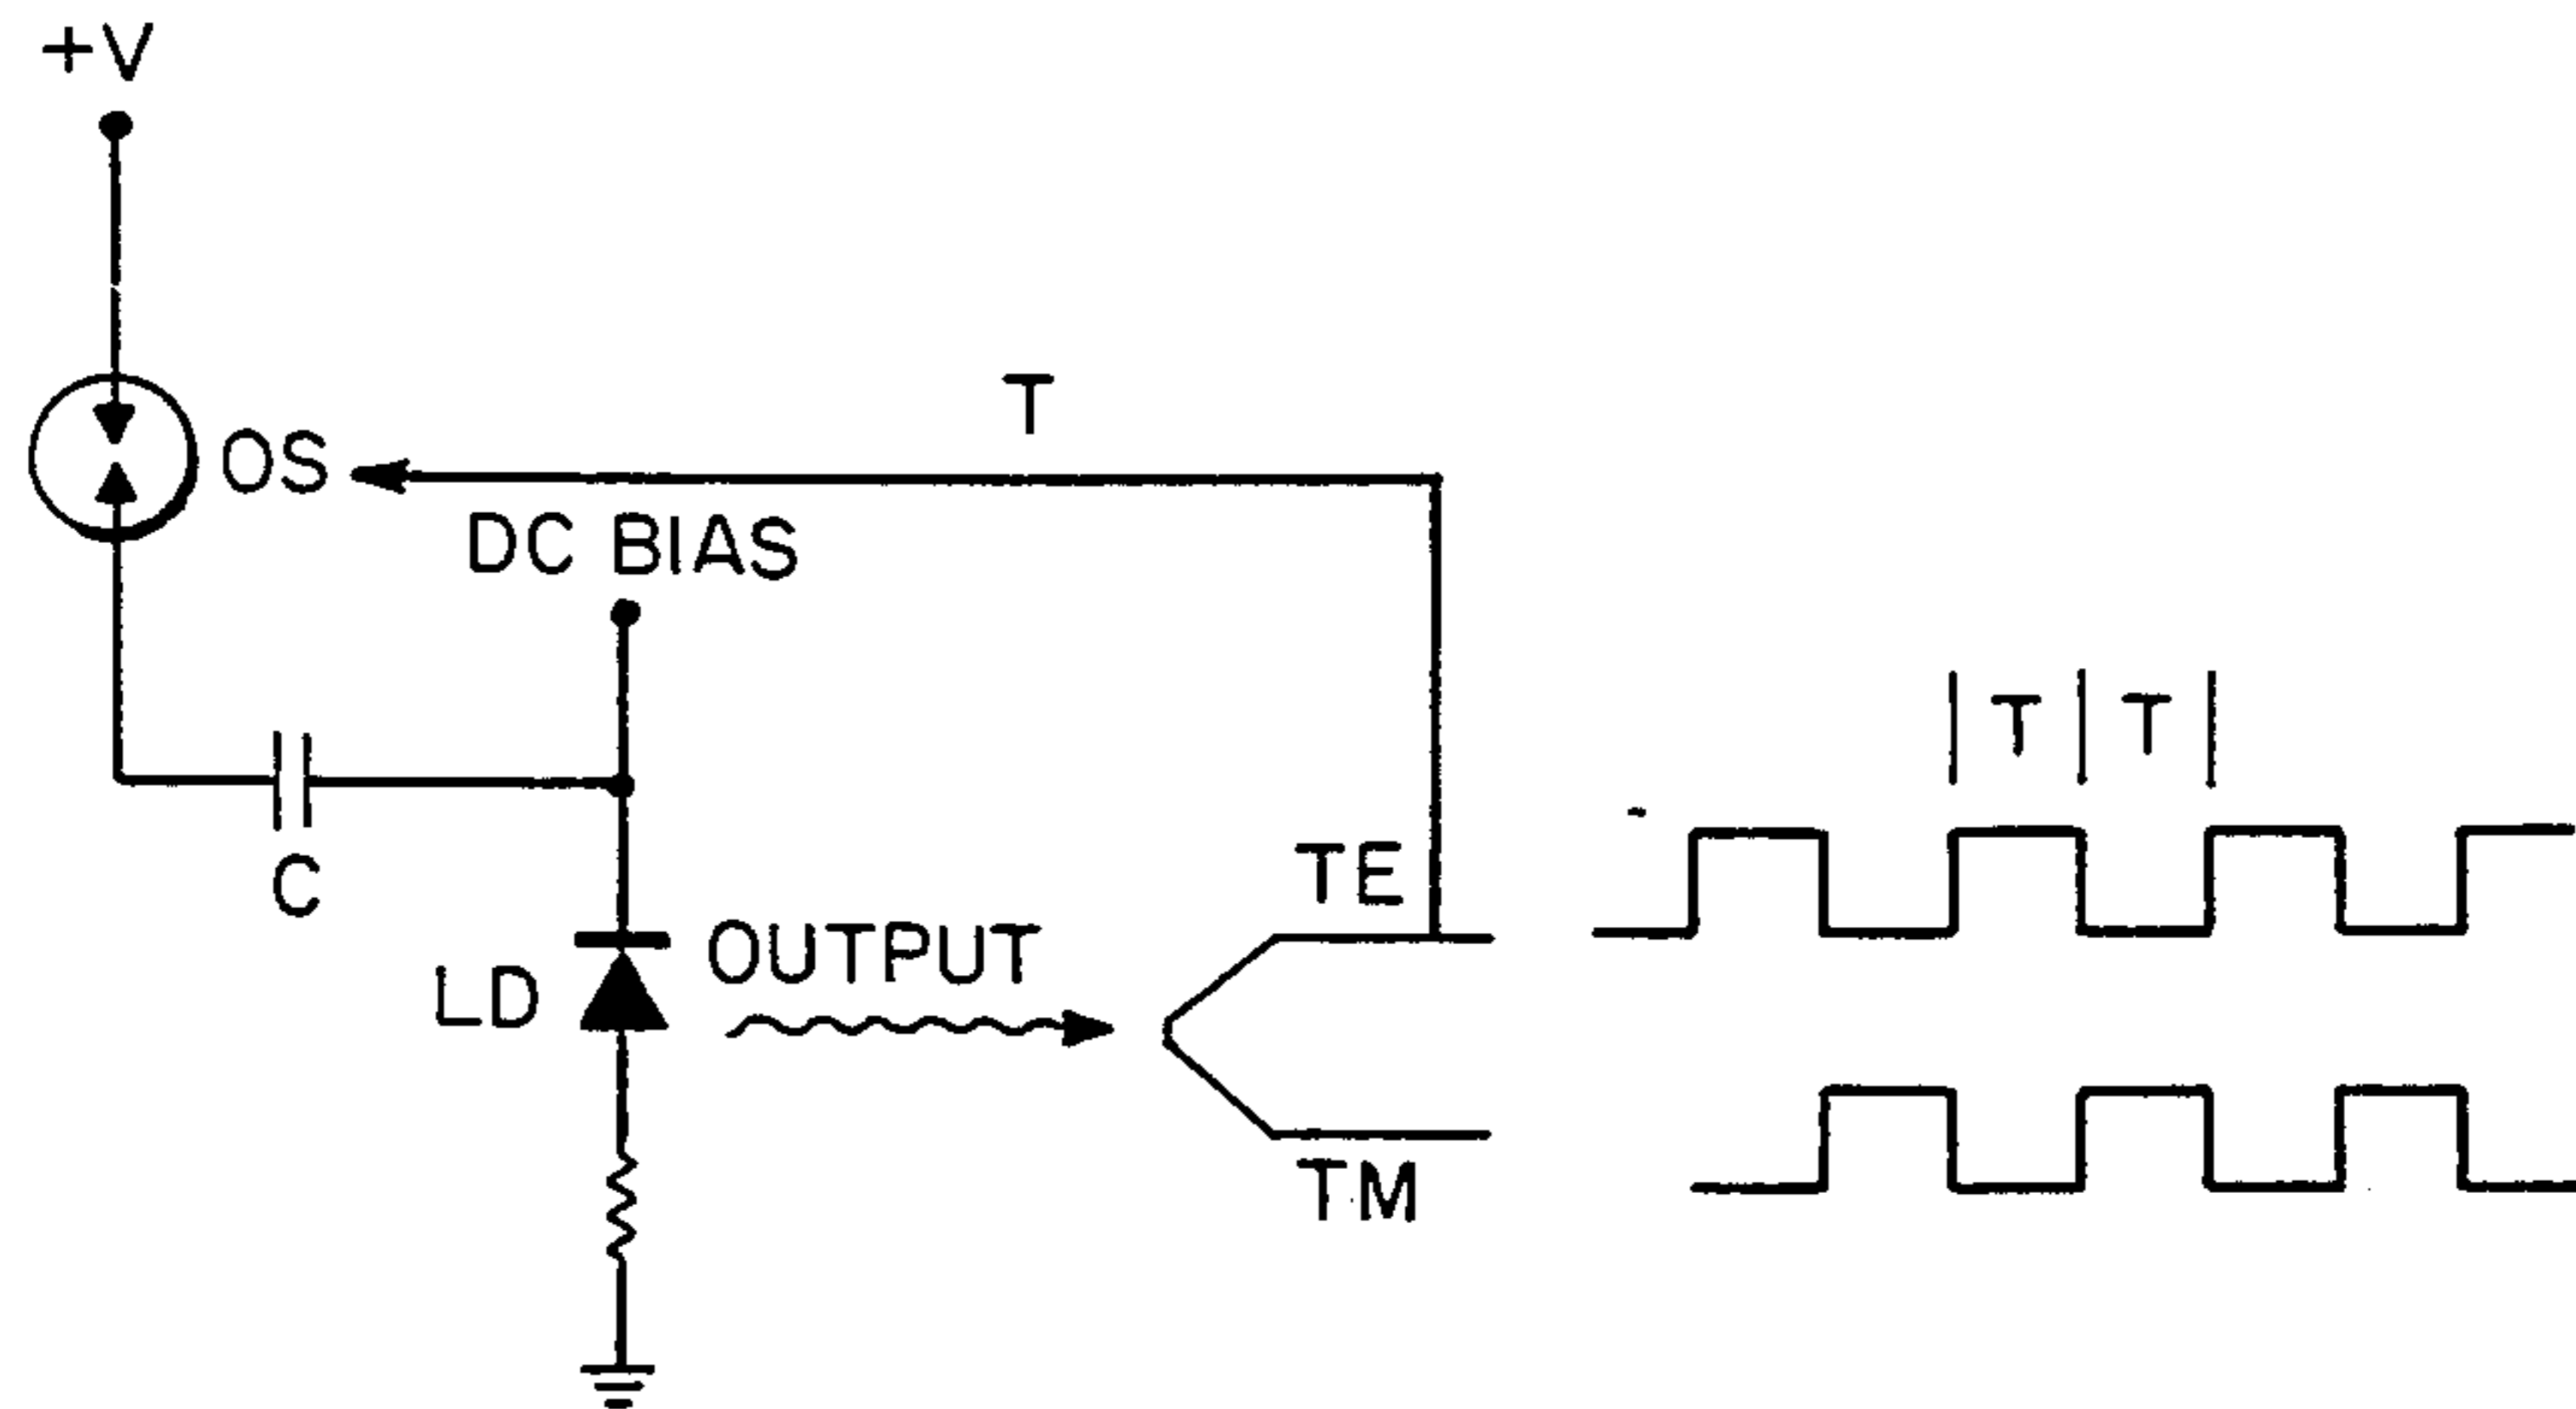 +V
T
OS
DC BIAS
T T
C
TE
OUTPUT
LD
TM